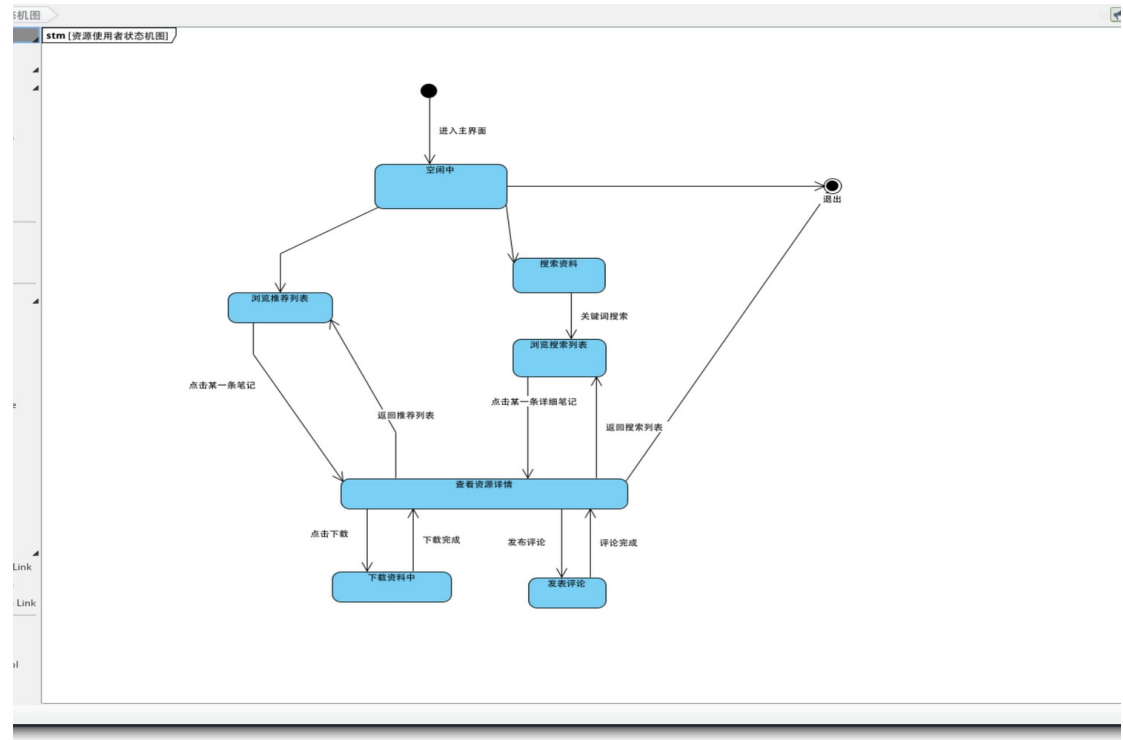 态机图
stm [资源使用者状态机图]
进入主界面
空闲中
退出
搜索资料
浏览推荐列表
关键词搜索
浏览搜索列表
点击某一条笔记
点击某一条详细笔记
e
返回推荐列表
返回搜索列表
查看资源详情
点击下载
下载完成
发布评论
评论完成
Link
下载资料中
发表评论
Link
ol